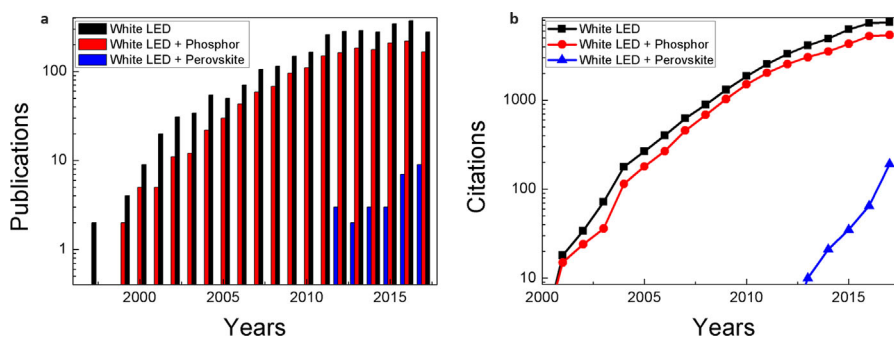 a
White LED
White LED + Phosphor
White LED + Perovskite
Publications
100
10
1
2000 2005 2010 2015
Years
b
White LED
White LED + Phosphor
White LED + Perovskite
Citations
1000
100
10
2000 2005 2010 2015
Years